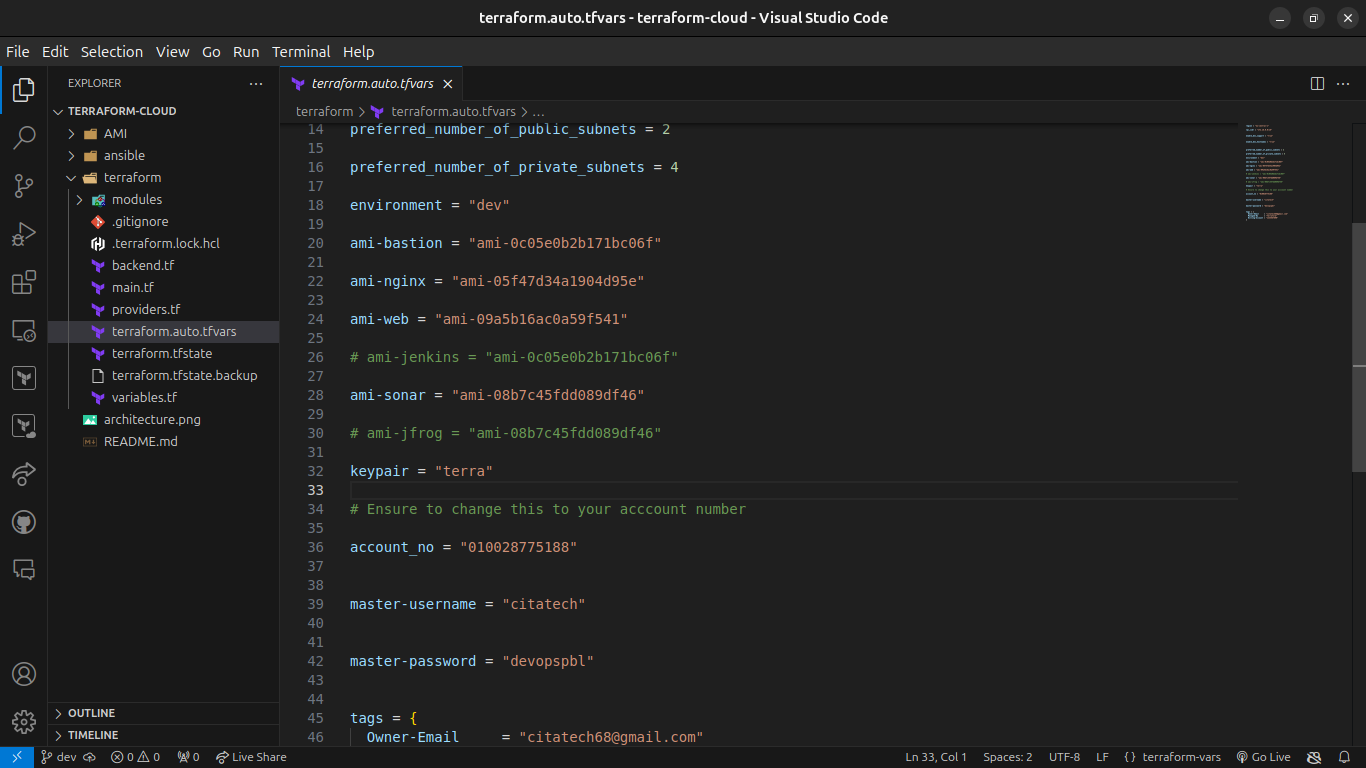 terraform.auto.tfvars - terraform-cloud - Visual Studio Code
File Edit Selection View Go Run Terminal Help
EXPLORER
TERRAFORM-CLOUD
AMI
ansible
terraform
modules
.gitignore
.terraform.lock.hcl
backend.tf
main.tf
providers.tf
terraform.auto.tfvars
terraform.tfstate
terraform.tfstate.backup
variables.tf
architecture.png
README.md
OUTLINE
TIMELINE
terraform.auto.tfvars
terraform > terraform.auto.tfvars > ...
14 preferred_number_of_public_subnets = 2
15
16 preferred_number_of_private_subnets = 4
17
18 environment = "dev"
19
20 ami-bastion = "ami-0c05e0b2b171bc06f"
21
22 ami-nginx = "ami-05f47d34a1904d95e"
23
24 ami-web = "ami-09a5b16ac0a59f541"
25
26 # ami-jenkins = "ami-0c05e0b2b171bc06f"
27
28 ami-sonar = "ami-08b7c45fdd089df46"
29
30 # ami-jfrog = "ami-08b7c45fdd089df46"
31
32 keypair = "terra"
33
34 # Ensure to change this to your acccount number
35
36 account_no = "010028775188"
37
38
39 master-username = "citatech"
40
41
42 master-password = "devopspbl"
43
44
45 tags = {
46 Owner-Email     = "citatech68@gmail.com"
dev 0 0 0 Live Share Ln 33, Col 1 Spaces: 2 UTF-8 LF { } terraform-vars Go Live